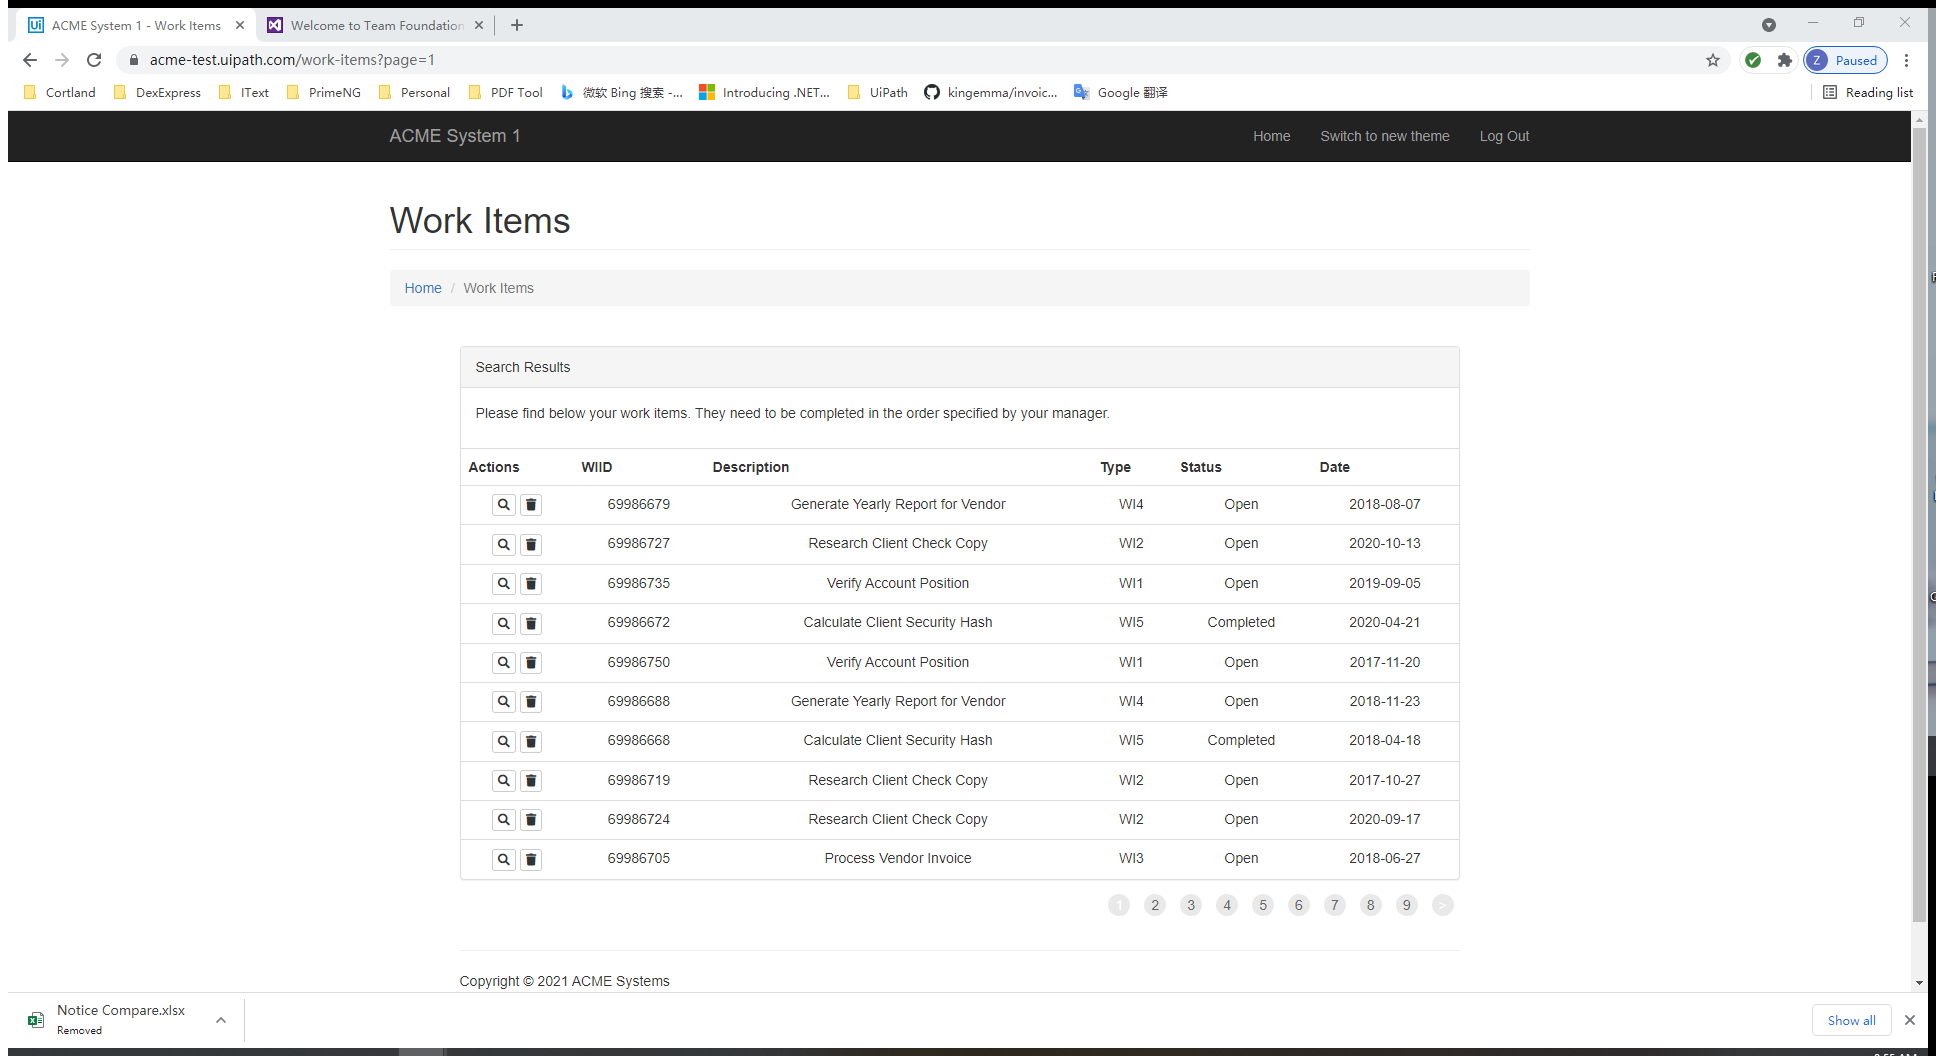 ACME System 1 - Work Items
Welcome to Team Foundation
acme-test.uipath.com/work-items?page=1
Z Paused
Cortland DexExpress IText PrimeNG Personal PDF Tool 微软 Bing 搜索 -... Introducing .NET... UiPath kingemma/invoic... Google 翻译 Reading list
ACME System 1 Home Switch to new theme Log Out
Work Items
Home / Work Items
Search Results
Please find below your work items. They need to be completed in the order specified by your manager.
Actions WIID Description Type Status Date
69986679 Generate Yearly Report for Vendor WI4 Open 2018-08-07
69986727 Research Client Check Copy WI2 Open 2020-10-13
69986735 Verify Account Position WI1 Open 2019-09-05
69986672 Calculate Client Security Hash WI5 Completed 2020-04-21
69986750 Verify Account Position WI1 Open 2017-11-20
69986688 Generate Yearly Report for Vendor WI4 Open 2018-11-23
69986668 Calculate Client Security Hash WI5 Completed 2018-04-18
69986719 Research Client Check Copy WI2 Open 2017-10-27
69986724 Research Client Check Copy WI2 Open 2020-09-17
69986705 Process Vendor Invoice WI3 Open 2018-06-27
1 2 3 4 5 6 7 8 9 >
Copyright © 2021 ACME Systems
Notice Compare.xlsx
Removed
Show all